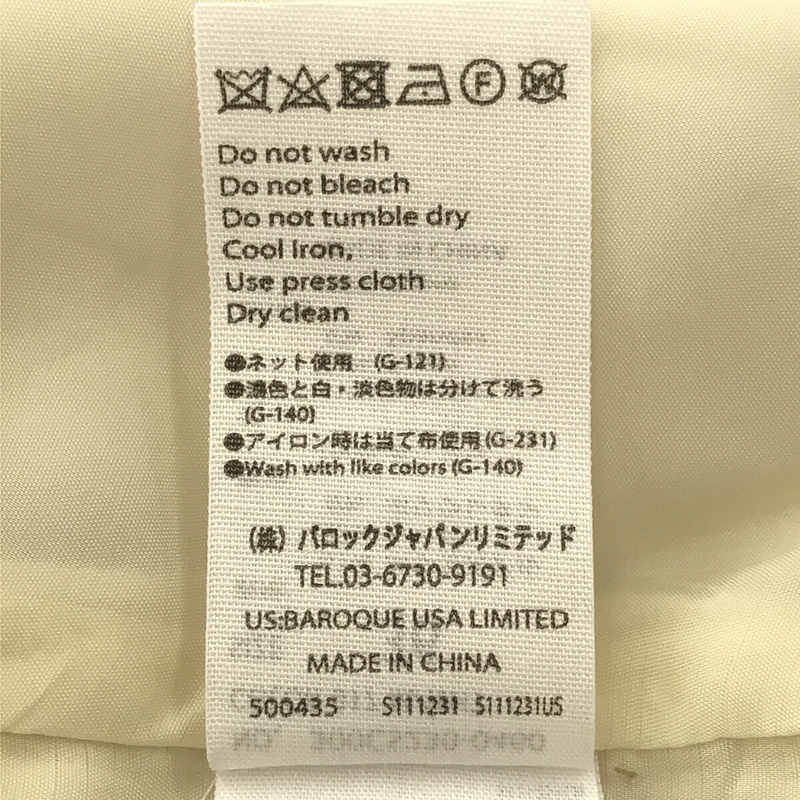 F W
Do not wash
Do not bleach
Do not tumble dry
Cool Iron,
Use press cloth
Dry clean
●ネット使用 (G-121)
●濃色と白・淡色物は分けて洗う
(G-140)
●アイロン時は当て布使用(G-231)
●Wash with like colors (G-140)
(株) バロックジャパンリミテッド
TEL.03-6730-9191
US:BAROQUE USA LIMITED
MADE IN CHINA
500435 S111231 S111231US